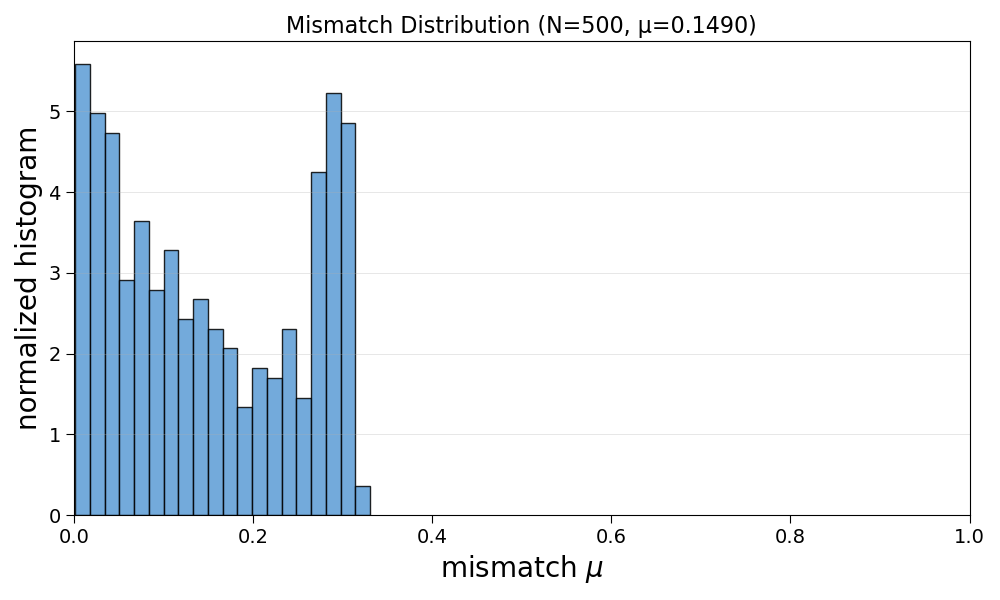 Mismatch Distribution (N=500, μ=0.1490)
normalized histogram
5
4
3
2
1
0
0.0 0.2 0.4 0.6 0.8 1.0
mismatch μ